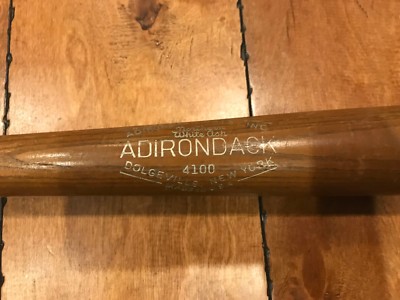 White Ash
ADIRONDACK
4100
DOLGEVILLE, NEW YORK